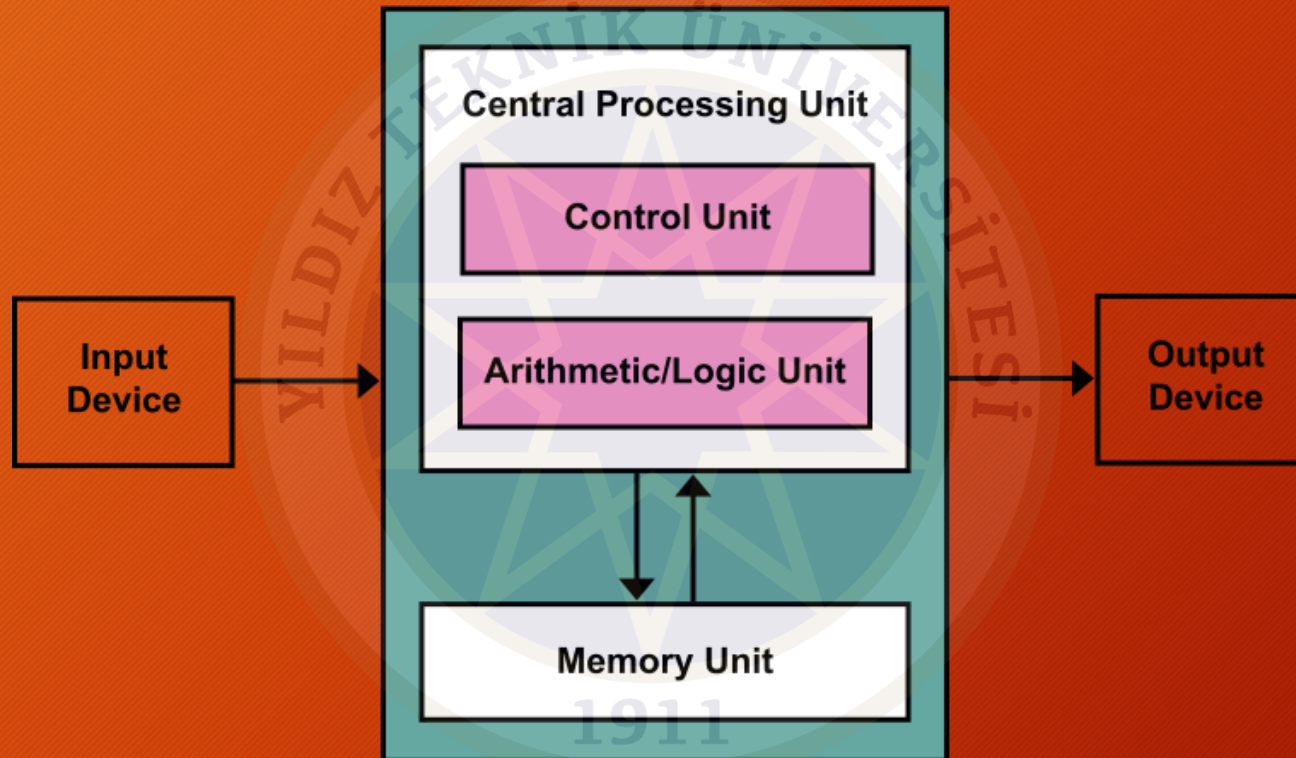 YILDIZ TEKNİK ÜNİVERSİTESİ
Central Processing Unit
Control Unit
Input
Device
Arithmetic/Logic Unit
Output
Device
Memory Unit
1911